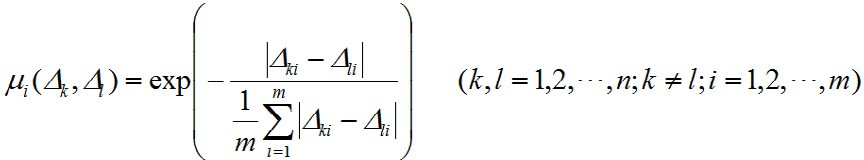 μ_i(Δ_k, Δ_l) = exp( − |Δ_ki − Δ_li| / ( 1/m ∑_{i=1}^{m} |Δ_ki − Δ_li| ) ) (k, l = 1,2,⋯,n; k ≠ l; i = 1,2,⋯,m)